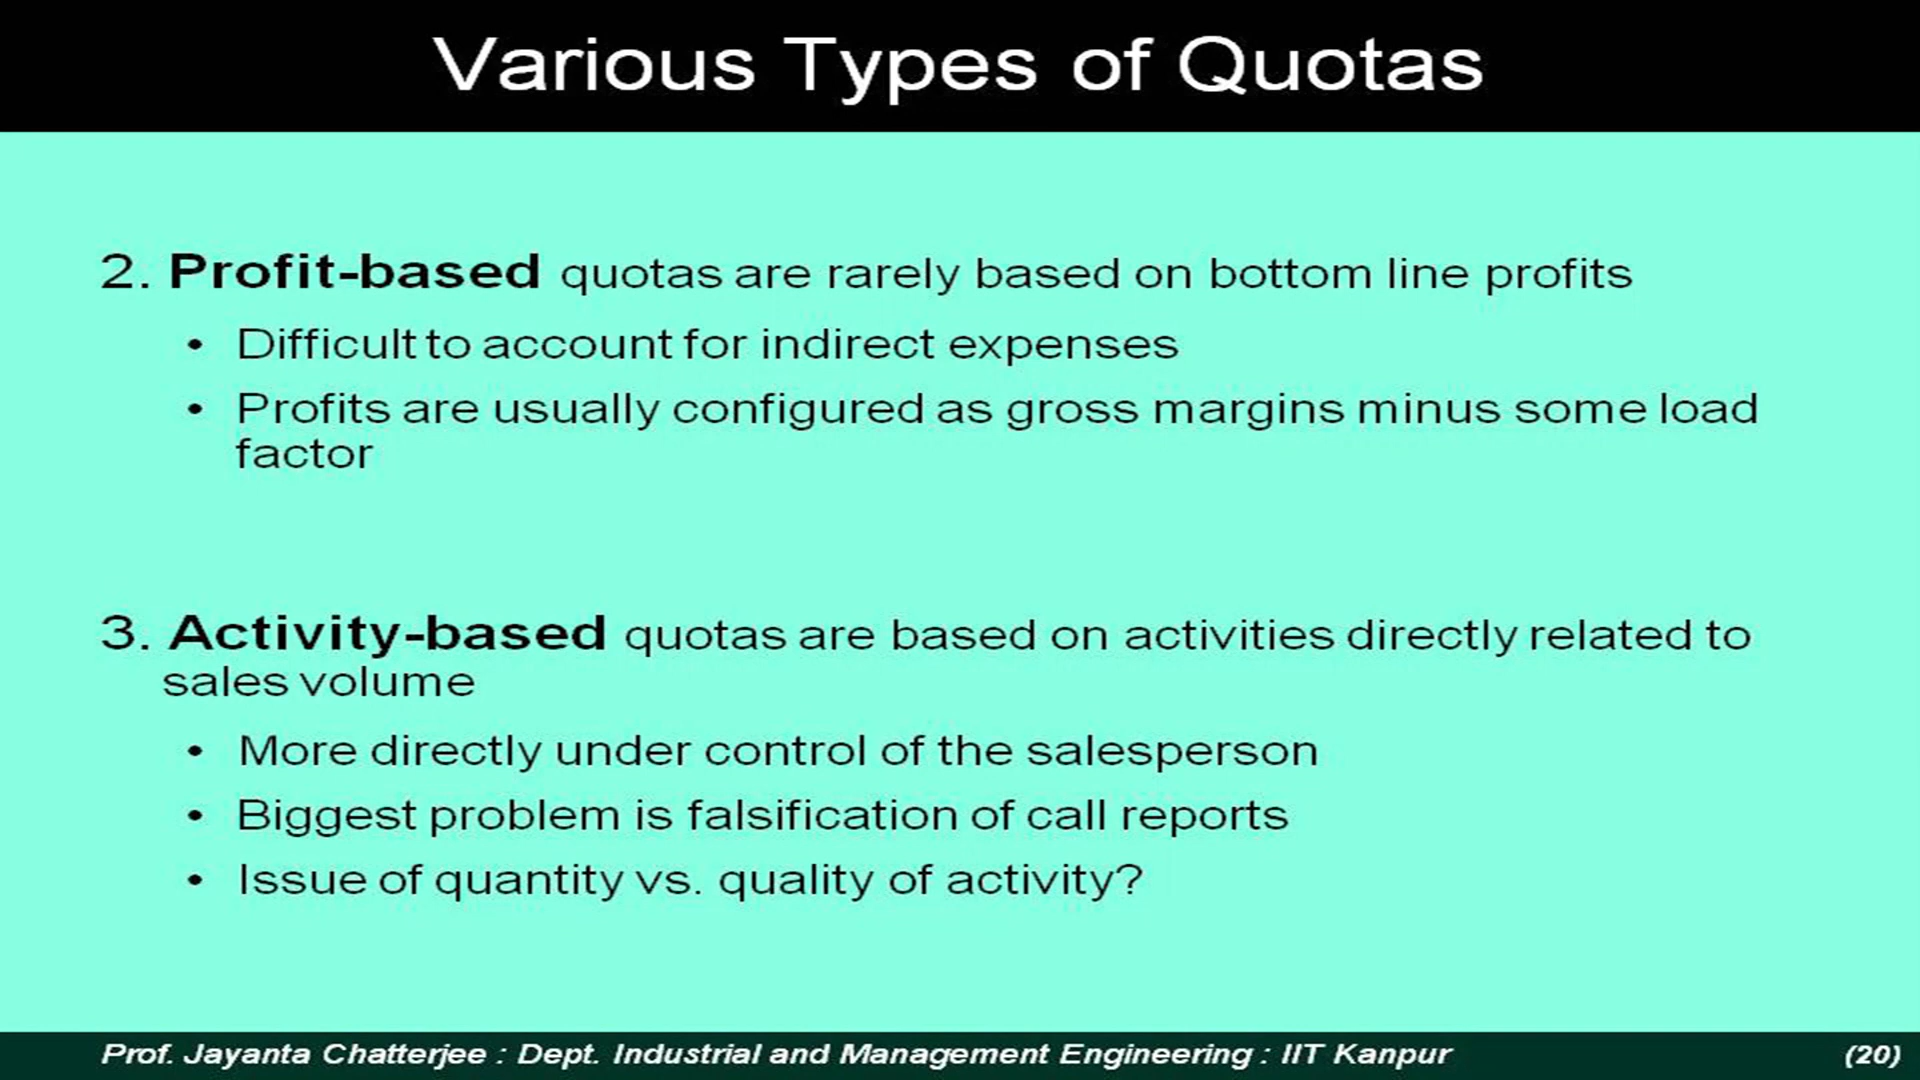 Various Types of Quotas
2. Profit-based quotas are rarely based on bottom line profits
• Difficult to account for indirect expenses
• Profits are usually configured as gross margins minus some load
factor
3. Activity-based quotas are based on activities directly related to
sales volume
• More directly under control of the salesperson
• Biggest problem is falsification of call reports
• Issue of quantity vs. quality of activity?
Prof. Jayanta Chatterjee : Dept. Industrial and Management Engineering : IIT Kanpur (20)